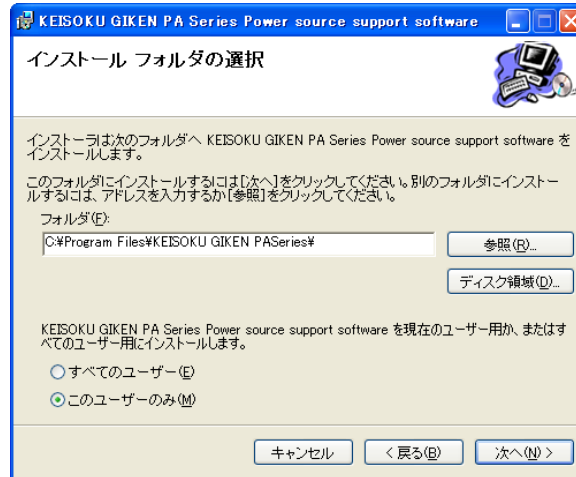 KEISOKU GIKEN PA Series Power source support software
インストール フォルダの選択
インストーラは次のフォルダへ KEISOKU GIKEN PA Series Power source support software を
インストールします。
このフォルダにインストールするには[次へ]をクリックしてください。別のフォルダにインストー
ルするには、アドレスを入力するか[参照]をクリックしてください。
フォルダ(F):
C:¥Program Files¥KEISOKU GIKEN PASeries¥
参照(R)...
ディスク領域(D)...
KEISOKU GIKEN PA Series Power source support software を現在のユーザー用か、またはす
べてのユーザー用にインストールします。
すべてのユーザー(E)
このユーザーのみ(M)
キャンセル
< 戻る(B)
次へ(N) >